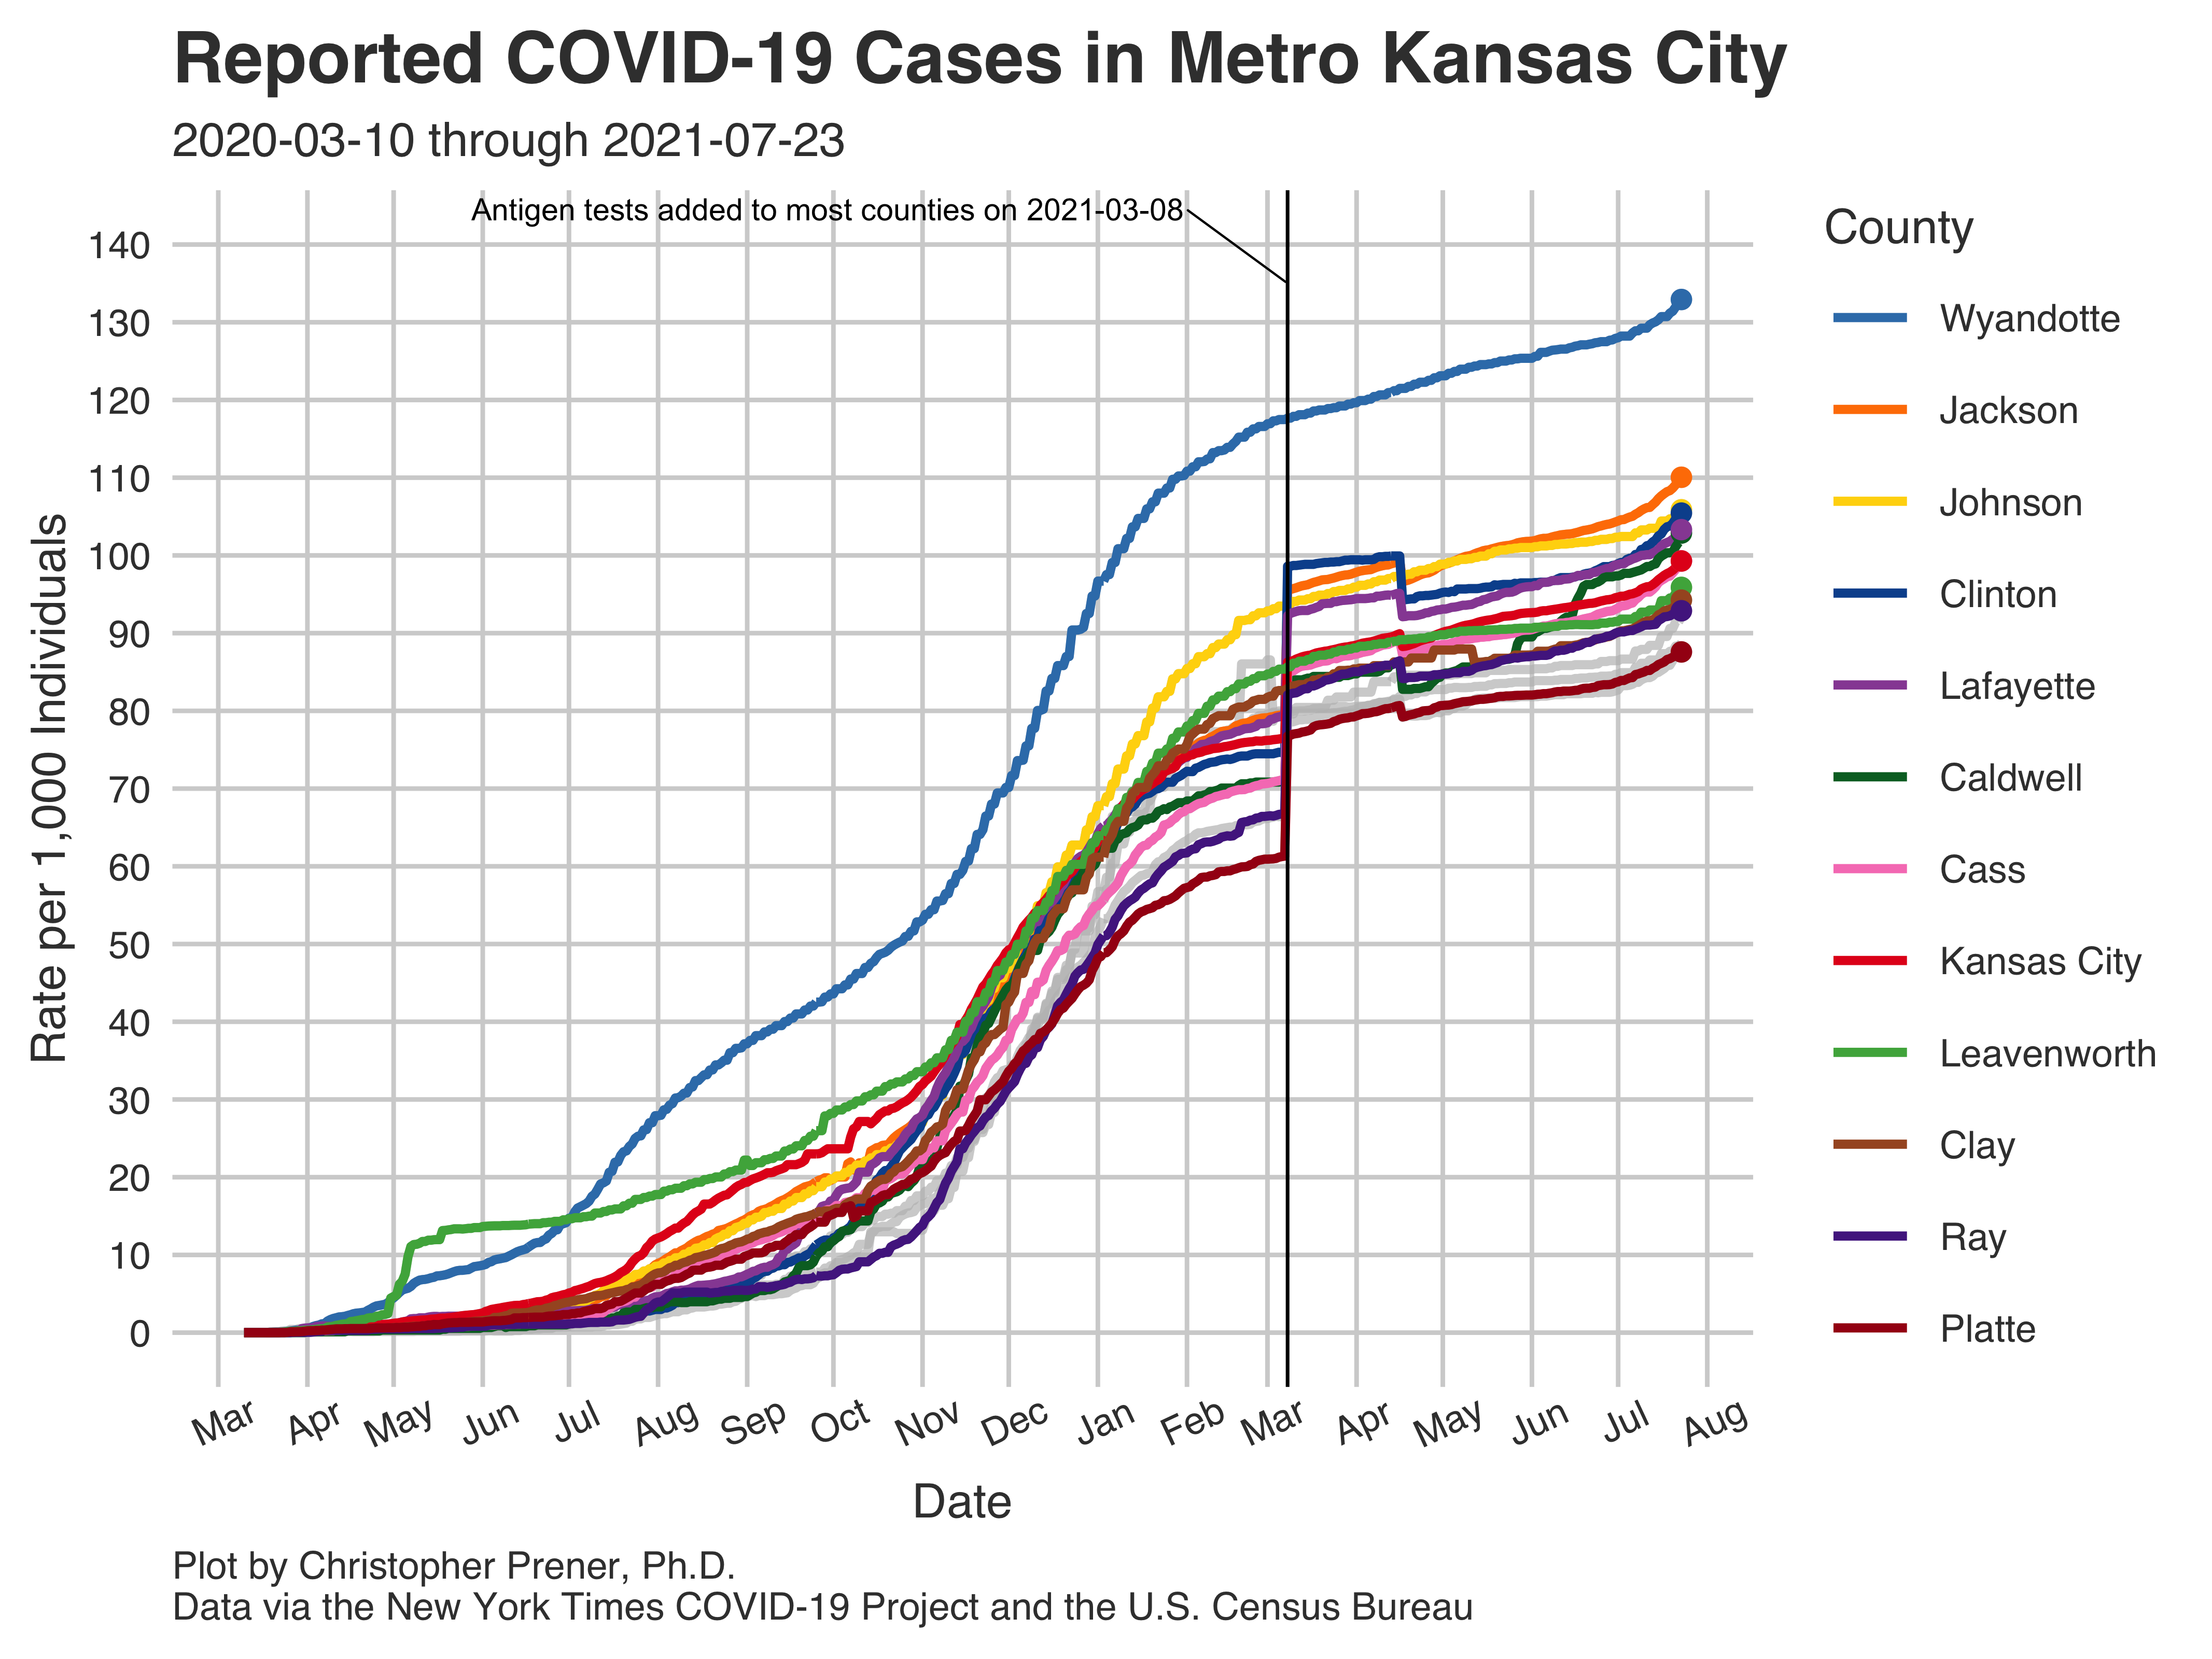 Reported COVID-19 Cases in Metro Kansas City
2020-03-10 through 2021-07-23
Antigen tests added to most counties on 2021-03-08
140
130
120
110
100
90
80
70
60
50
40
30
20
10
0
Rate per 1,000 Individuals
Mar
Apr
May
Jun
Jul
Aug
Sep
Oct
Nov
Dec
Jan
Feb
Mar
Apr
May
Jun
Jul
Aug
Date
County
Wyandotte
Jackson
Johnson
Clinton
Lafayette
Caldwell
Cass
Kansas City
Leavenworth
Clay
Ray
Platte
Plot by Christopher Prener, Ph.D.
Data via the New York Times COVID-19 Project and the U.S. Census Bureau